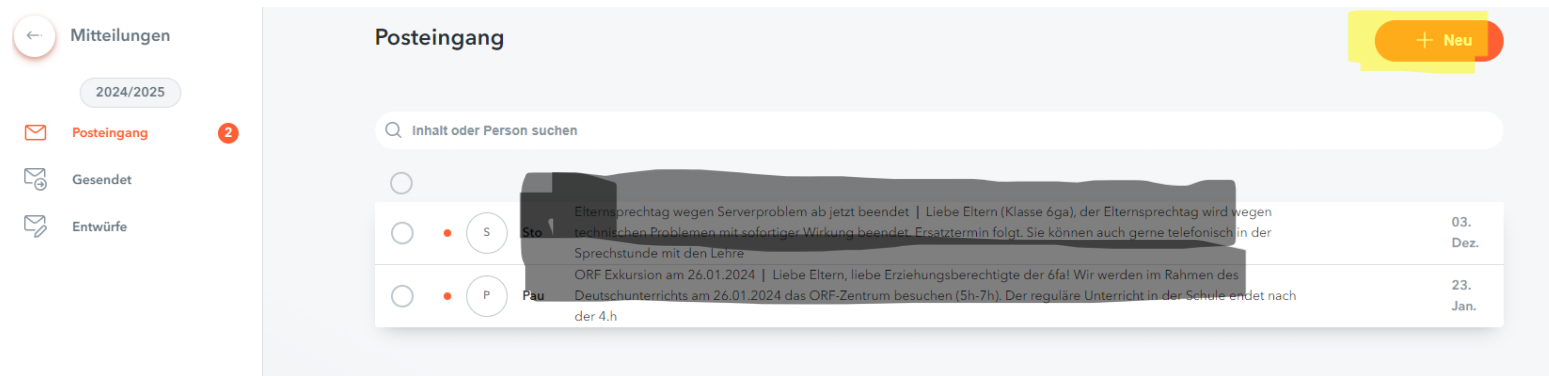 Mitteilungen
Posteingang
+ Neu
2024/2025
Posteingang 2
Gesendet
Entwürfe
Inhalt oder Person suchen
Elternsprechtag wegen Serverproblem ab jetzt beendet | Liebe Eltern (Klasse 6ga), der Elternsprechtag wird wegen
S Sto technischen Problemen mit sofortiger Wirkung beendet. Ersatztermin folgt. Sie können auch gerne telefonisch in der
Sprechstunde mit den Lehre
03.
Dez.
ORF Exkursion am 26.01.2024 | Liebe Eltern, liebe Erziehungsberechtigte der 6fa! Wir werden im Rahmen des
P Pau Deutschunterrichts am 26.01.2024 das ORF-Zentrum besuchen (5h-7h). Der reguläre Unterricht in der Schule endet nach
der 4.h
23.
Jan.